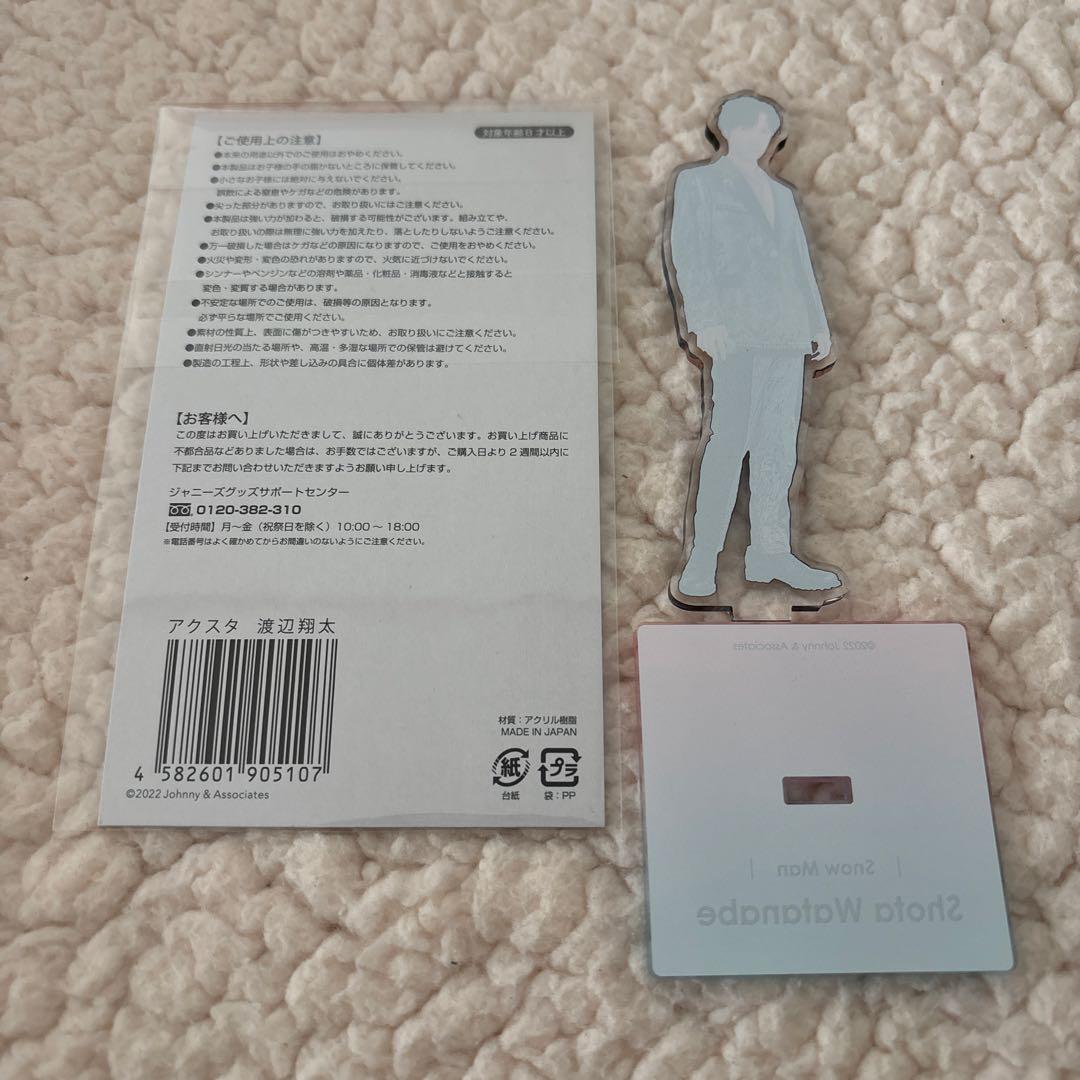 【ご使用上の注意】
対象年齢8才以上
●本来の用途以外でのご使用はおやめください。
●本製品はお子様の手の届かないところに保管してください。
●小さなお子様には絶対に与えないでください。
誤飲による窒息やケガなどの危険があります。
●尖った部分がありますので、お取り扱いにはご注意ください。
●本製品は強い力が加わると、破損する可能性がございます。組み立てや、
お取り扱いの際は無理に強い力を加えたり、落としたりしないようご注意ください。
●万一破損した場合はケガなどの原因になりますので、ご使用をおやめください。
●火災や変形・変色の恐れがありますので、火気に近づけないでください。
●シンナーやベンジンなどの溶剤や薬品・化粧品・消毒液などと接触すると
変色・変質する場合があります。
●不安定な場所でのご使用は、破損等の原因となります。
必ず平らな場所でご使用ください。
●素材の性質上、表面に傷がつきやすいため、お取り扱いにご注意ください。
●直射日光の当たる場所や、高温・多湿な場所での保管は避けてください。
●製造の工程上、形状や差し込みの具合に個体差があります。
【お客様へ】
この度はお買い上げいただきまして、誠にありがとうございます。お買い上げ商品に
不都合品などありました場合は、お手数ではございますが、ご購入日より2週間以内に
下記までお問い合わせいただきますようお願い申し上げます。
ジャニーズグッズサポートセンター
0120-382-310
【受付時間】月～金（祝祭日を除く）10:00～18:00
※電話番号はよく確かめてからお間違いのないようにご注意ください。
アクスタ 渡辺翔太
4 582601 905107
©2022 Johnny & Associates
材質：アクリル樹脂
MADE IN JAPAN
紙
プラ
台紙
袋：PP
©2022 Johnny & Associates
| Snow Man |
Shota Watanabe